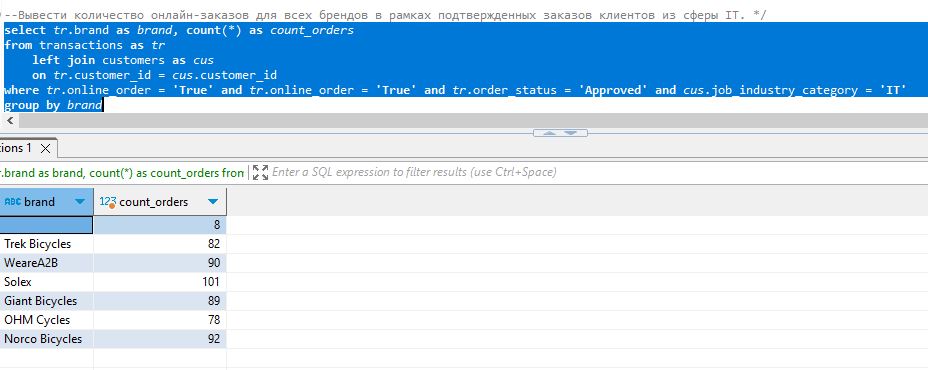 --Вывести количество онлайн-заказов для всех брендов в рамках подтвержденных заказов клиентов из сферы IT. */
select tr.brand as brand, count(*) as count_orders
from transactions as tr
left join customers as cus
on tr.customer_id = cus.customer_id
where tr.online_order = 'True' and tr.online_order = 'True' and tr.order_status = 'Approved' and cus.job_industry_category = 'IT'
group by brand
tions 1
r.brand as brand, count(*) as count_orders from
Enter a SQL expression to filter results (use Ctrl+Space)
ABC brand 123 count_orders
8
Trek Bicycles 82
WeareA2B 90
Solex 101
Giant Bicycles 89
OHM Cycles 78
Norco Bicycles 92